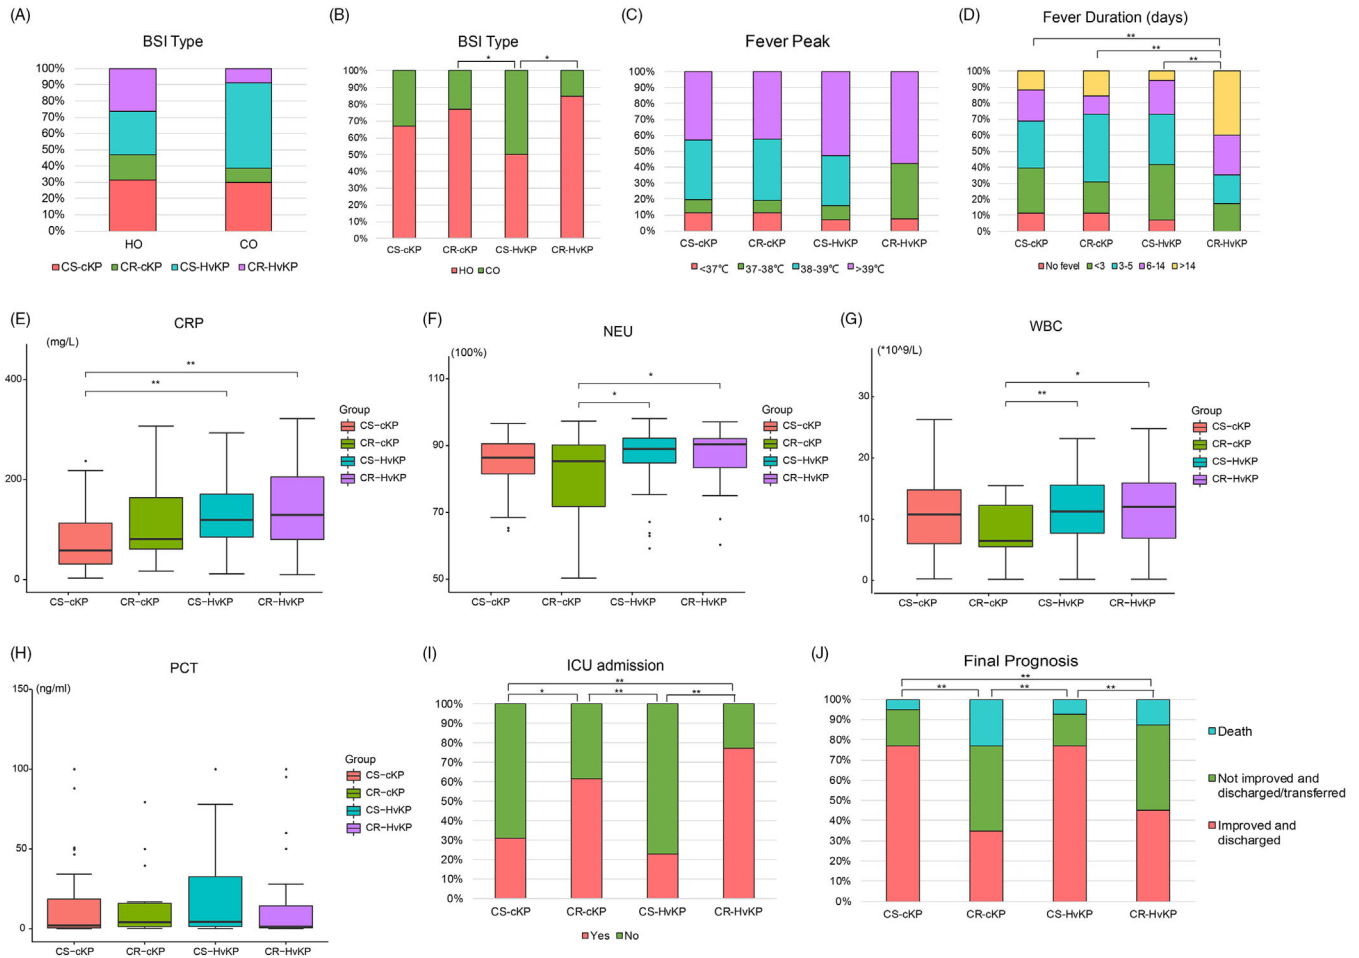 (A)
BSI Type
100%
90%
80%
70%
60%
50%
40%
30%
20%
10%
0%
HO CO
CS-cKP CR-cKP CS-HvKP CR-HvKP
(B)
BSI Type
* *
100%
90%
80%
70%
60%
50%
40%
30%
20%
10%
0%
CS-cKP CR-cKP CS-HvKP CR-HvKP
HO CO
(C)
Fever Peak
100%
90%
80%
70%
60%
50%
40%
30%
20%
10%
0%
CS-cKP CR-cKP CS-HvKP CR-HvKP
<37℃ 37-38℃ 38-39℃ >39℃
(D)
Fever Duration (days)
**
**
**
100%
90%
80%
70%
60%
50%
40%
30%
20%
10%
0%
CS-cKP CR-cKP CS-HvKP CR-HvKP
No fevel <3 3-5 6-14 >14
(E)
CRP
(mg/L)
**
**
400
200
0
CS-cKP CR-cKP CS-HvKP CR-HvKP
Group
CS-cKP
CR-cKP
CS-HvKP
CR-HvKP
(F)
NEU
(100%)
*
*
110
90
70
50
CS-cKP CR-cKP CS-HvKP CR-HvKP
Group
CS-cKP
CR-cKP
CS-HvKP
CR-HvKP
(G)
WBC
(*10^9/L)
*
**
30
20
10
0
CS-cKP CR-cKP CS-HvKP CR-HvKP
Group
CS-cKP
CR-cKP
CS-HvKP
CR-HvKP
(H)
PCT
(ng/ml)
150
100
50
0
CS-cKP CR-cKP CS-HvKP CR-HvKP
Group
CS-cKP
CR-cKP
CS-HvKP
CR-HvKP
(I)
ICU admission
**
* ** **
100%
90%
80%
70%
60%
50%
40%
30%
20%
10%
0%
CS-cKP CR-cKP CS-HvKP CR-HvKP
Yes No
(J)
Final Prognosis
**
** ** **
100%
90%
80%
70%
60%
50%
40%
30%
20%
10%
0%
CS-cKP CR-cKP CS-HvKP CR-HvKP
Death
Not improved and
discharged/transferred
Improved and
discharged